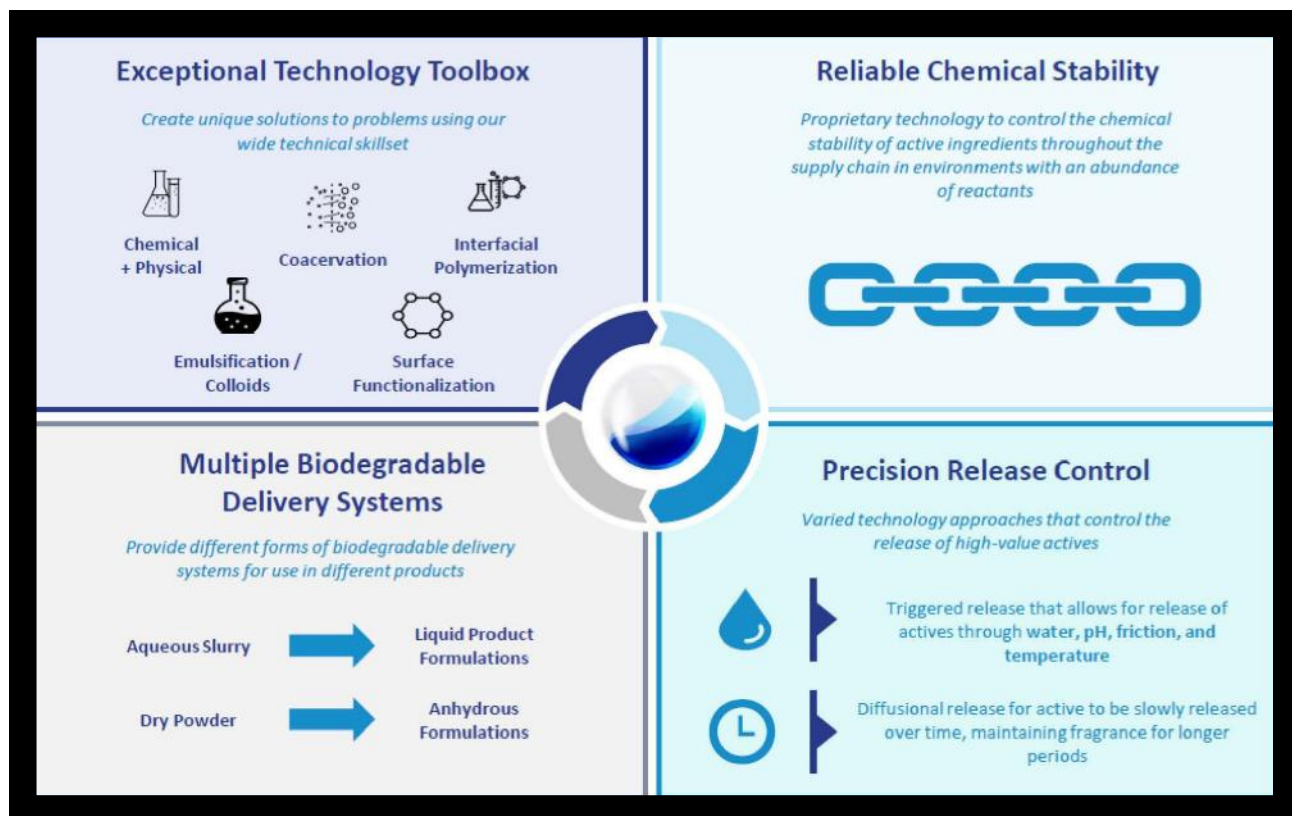 Exceptional Technology Toolbox
Create unique solutions to problems using our
wide technical skillset
Chemical
+ Physical
Coacervation
Interfacial
Polymerization
Emulsification /
Colloids
Surface
Functionalization
Reliable Chemical Stability
Proprietary technology to control the chemical
stability of active ingredients throughout the
supply chain in environments with an abundance
of reactants
Multiple Biodegradable
Delivery Systems
Provide different forms of biodegradable delivery
systems for use in different products
Aqueous Slurry
Liquid Product
Formulations
Dry Powder
Anhydrous
Formulations
Precision Release Control
Varied technology approaches that control the
release of high-value actives
Triggered release that allows for release of
actives through water, pH, friction, and
temperature
Diffusional release for active to be slowly released
over time, maintaining fragrance for longer
periods